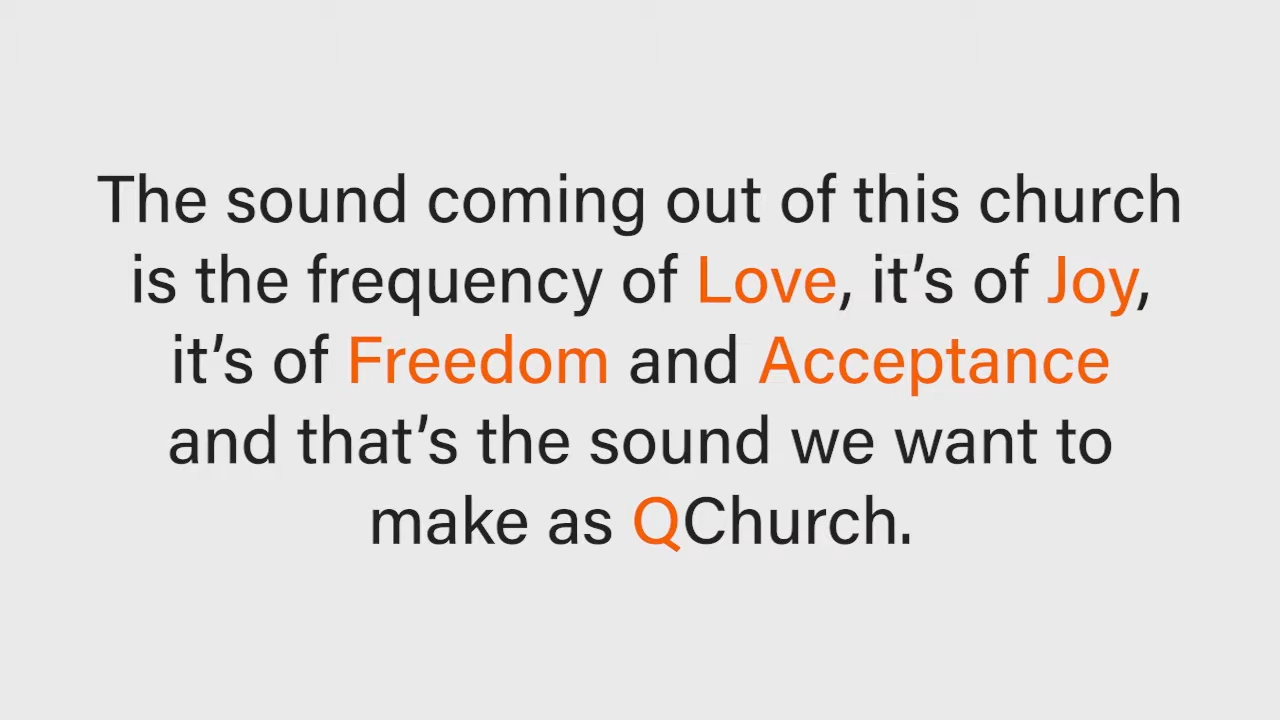 The sound coming out of this church
is the frequency of Love, it’s of Joy,
it’s of Freedom and Acceptance
and that’s the sound we want to
make as QChurch.